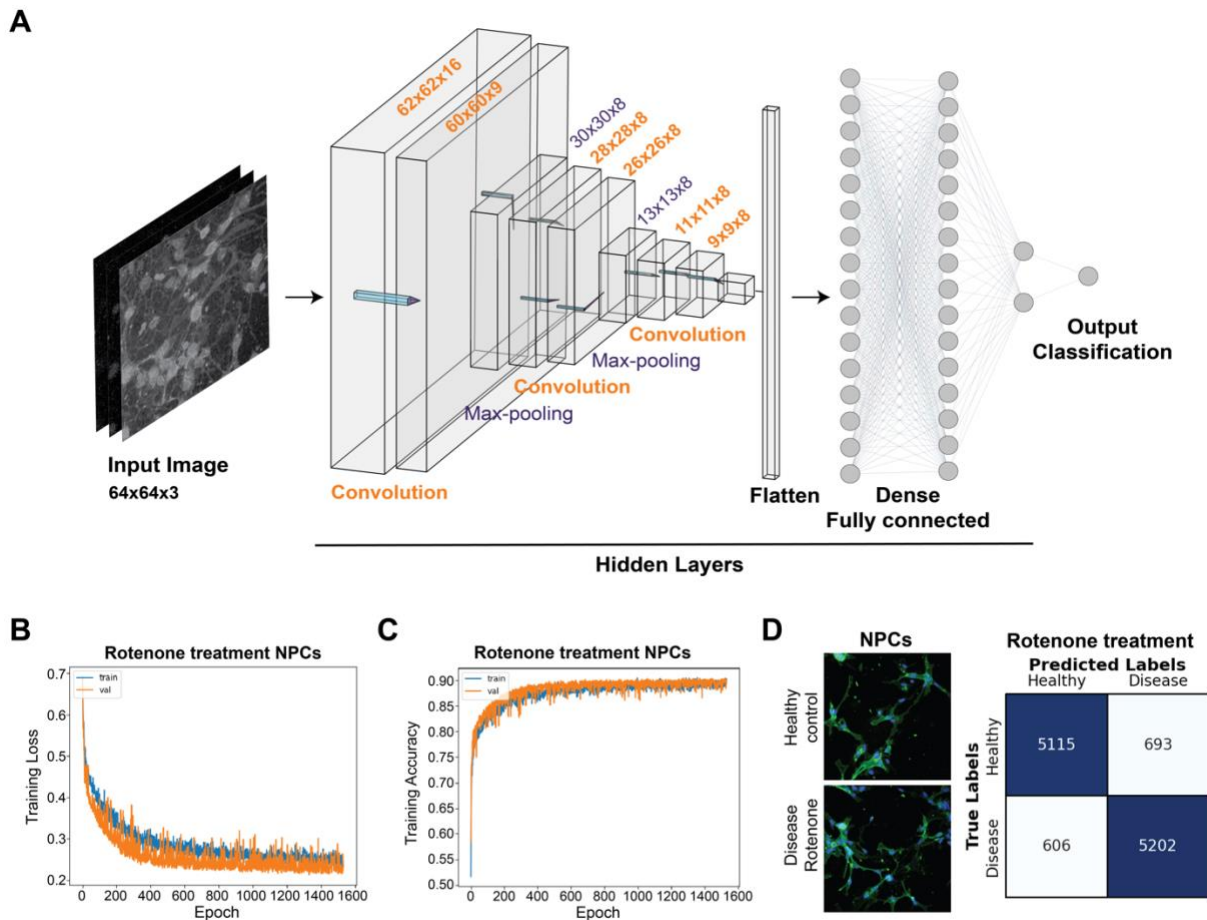 A
62x62x16
60x60x9
30x30x8
28x28x8
26x26x8
13x13x8
11x11x8
9x9x8
Input Image
64x64x3
Convolution
Max-pooling
Convolution
Max-pooling
Convolution
Flatten
Dense
Fully connected
Output
Classification
Hidden Layers
B
Rotenone treatment NPCs
train
val
Training Loss
0.7
0.6
0.5
0.4
0.3
0.2
0 200 400 600 800 1000 1200 1400 1600
Epoch
C
Rotenone treatment NPCs
train
val
Training Accuracy
0.90
0.85
0.80
0.75
0.70
0.65
0.60
0.55
0.50
0 200 400 600 800 1000 1200 1400 1600
Epoch
D
NPCs
Healthy
control
Disease
Rotenone
Rotenone treatment
Predicted Labels
Healthy Disease
True Labels
Healthy
Disease
5115 693
606 5202